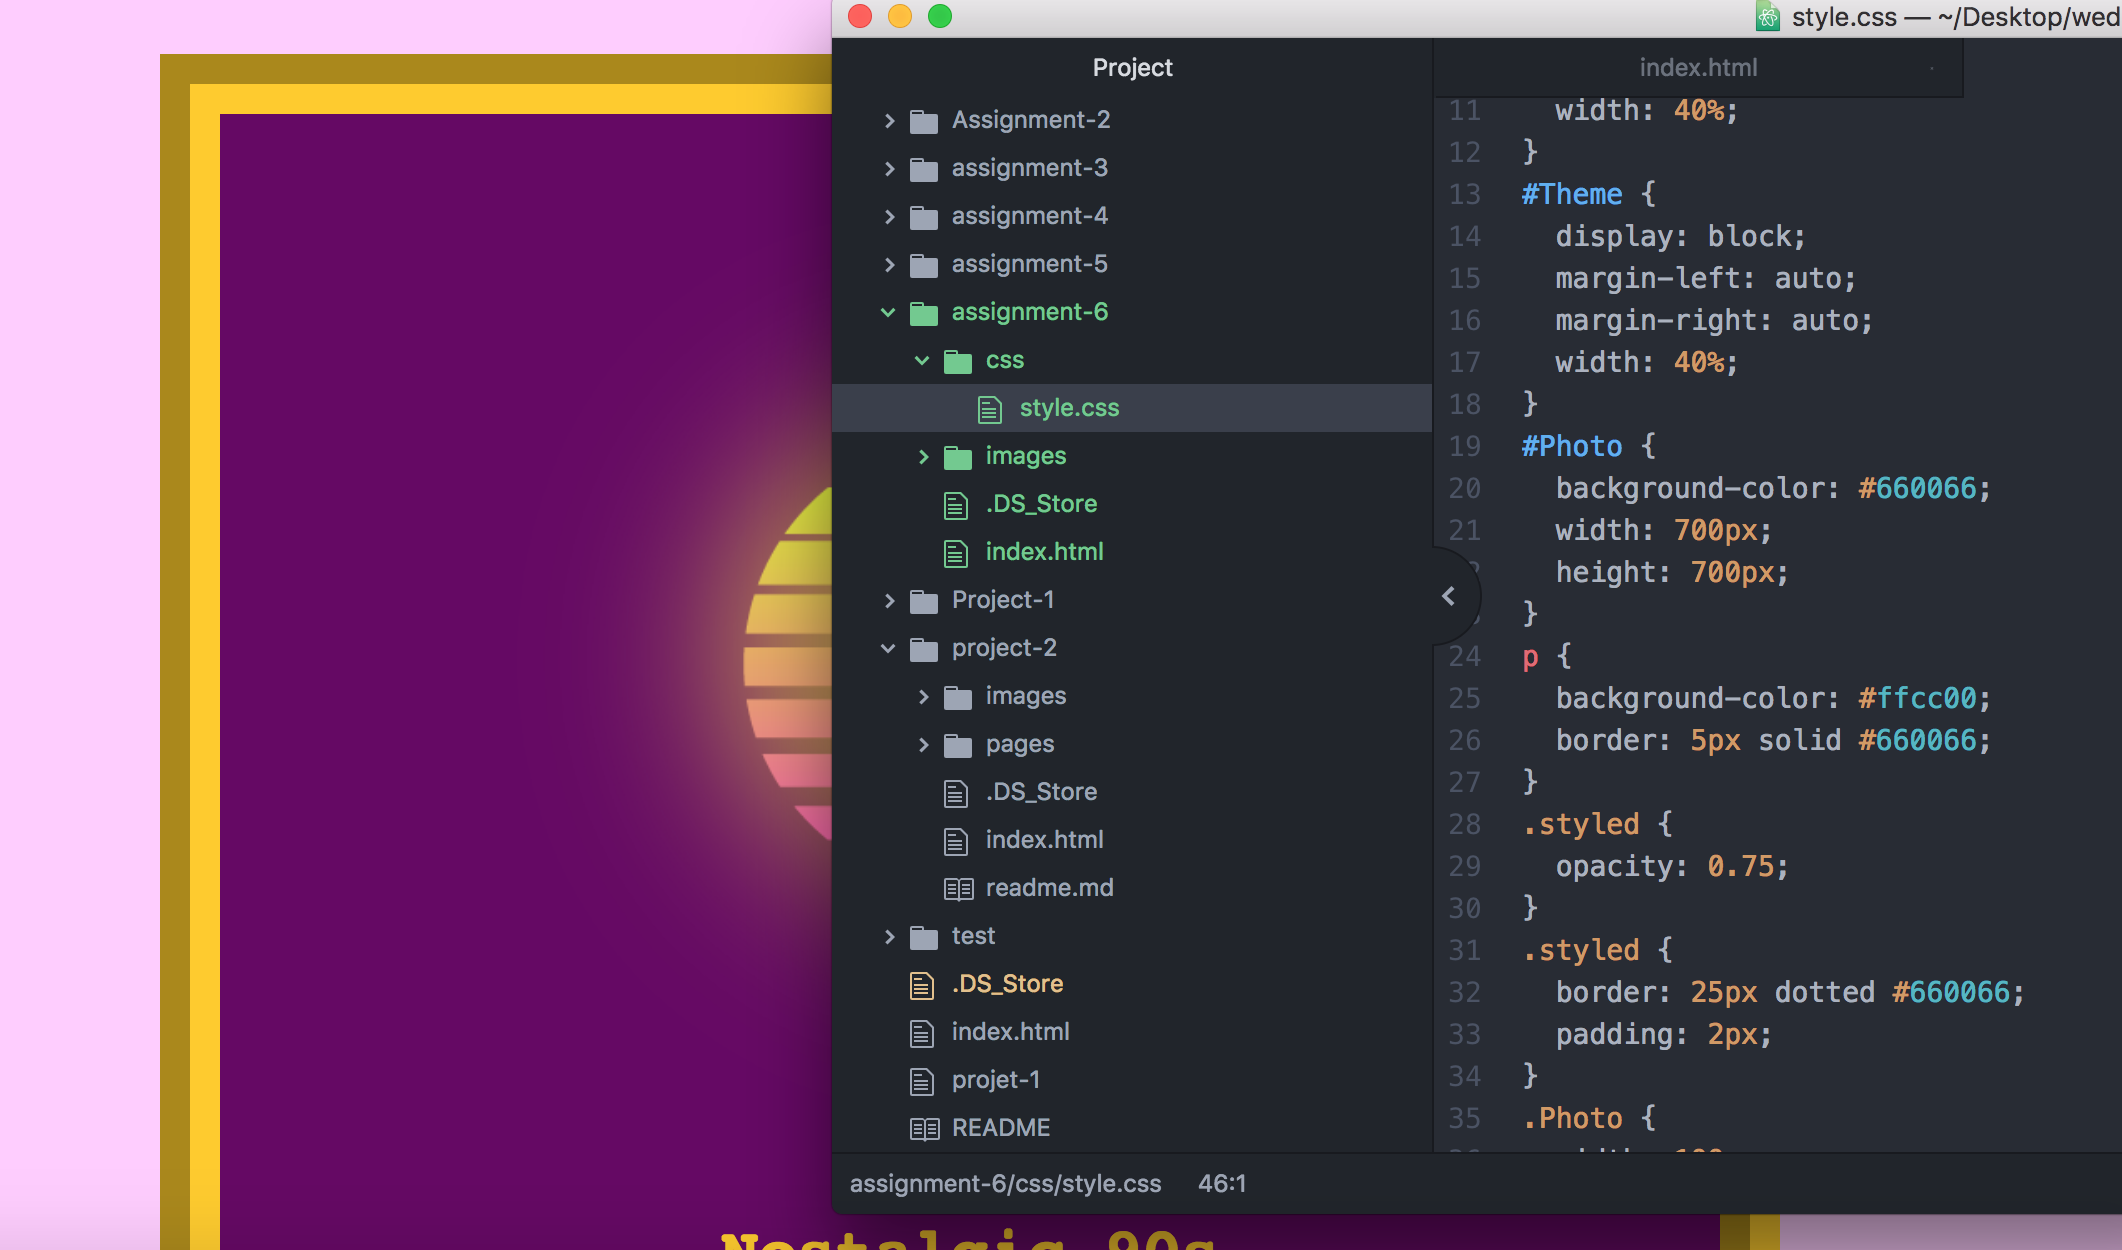 style.css — ~/Desktop/wed
Project
Assignment-2
assignment-3
assignment-4
assignment-5
assignment-6
css
style.css
images
.DS_Store
index.html
Project-1
project-2
images
pages
.DS_Store
index.html
readme.md
test
.DS_Store
index.html
projet-1
README
index.html
11 width: 40%;
12 }
13 #Theme {
14 display: block;
15 margin-left: auto;
16 margin-right: auto;
17 width: 40%;
18 }
19 #Photo {
20 background-color: #660066;
21 width: 700px;
height: 700px;
}
24 p {
25 background-color: #ffcc00;
26 border: 5px solid #660066;
27 }
28 .styled {
29 opacity: 0.75;
30 }
31 .styled {
32 border: 25px dotted #660066;
33 padding: 2px;
34 }
35 .Photo {
assignment-6/css/style.css 46:1
Nostalgic 90s